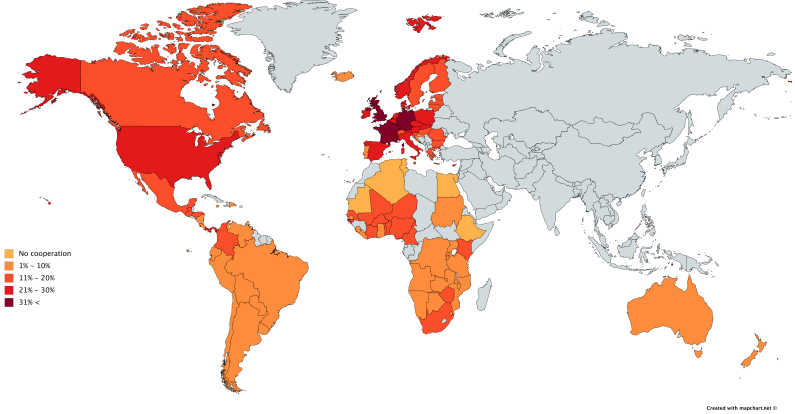 No cooperation
1% – 10%
11% – 20%
21% – 30%
31% <
Created with mapchart.net ©